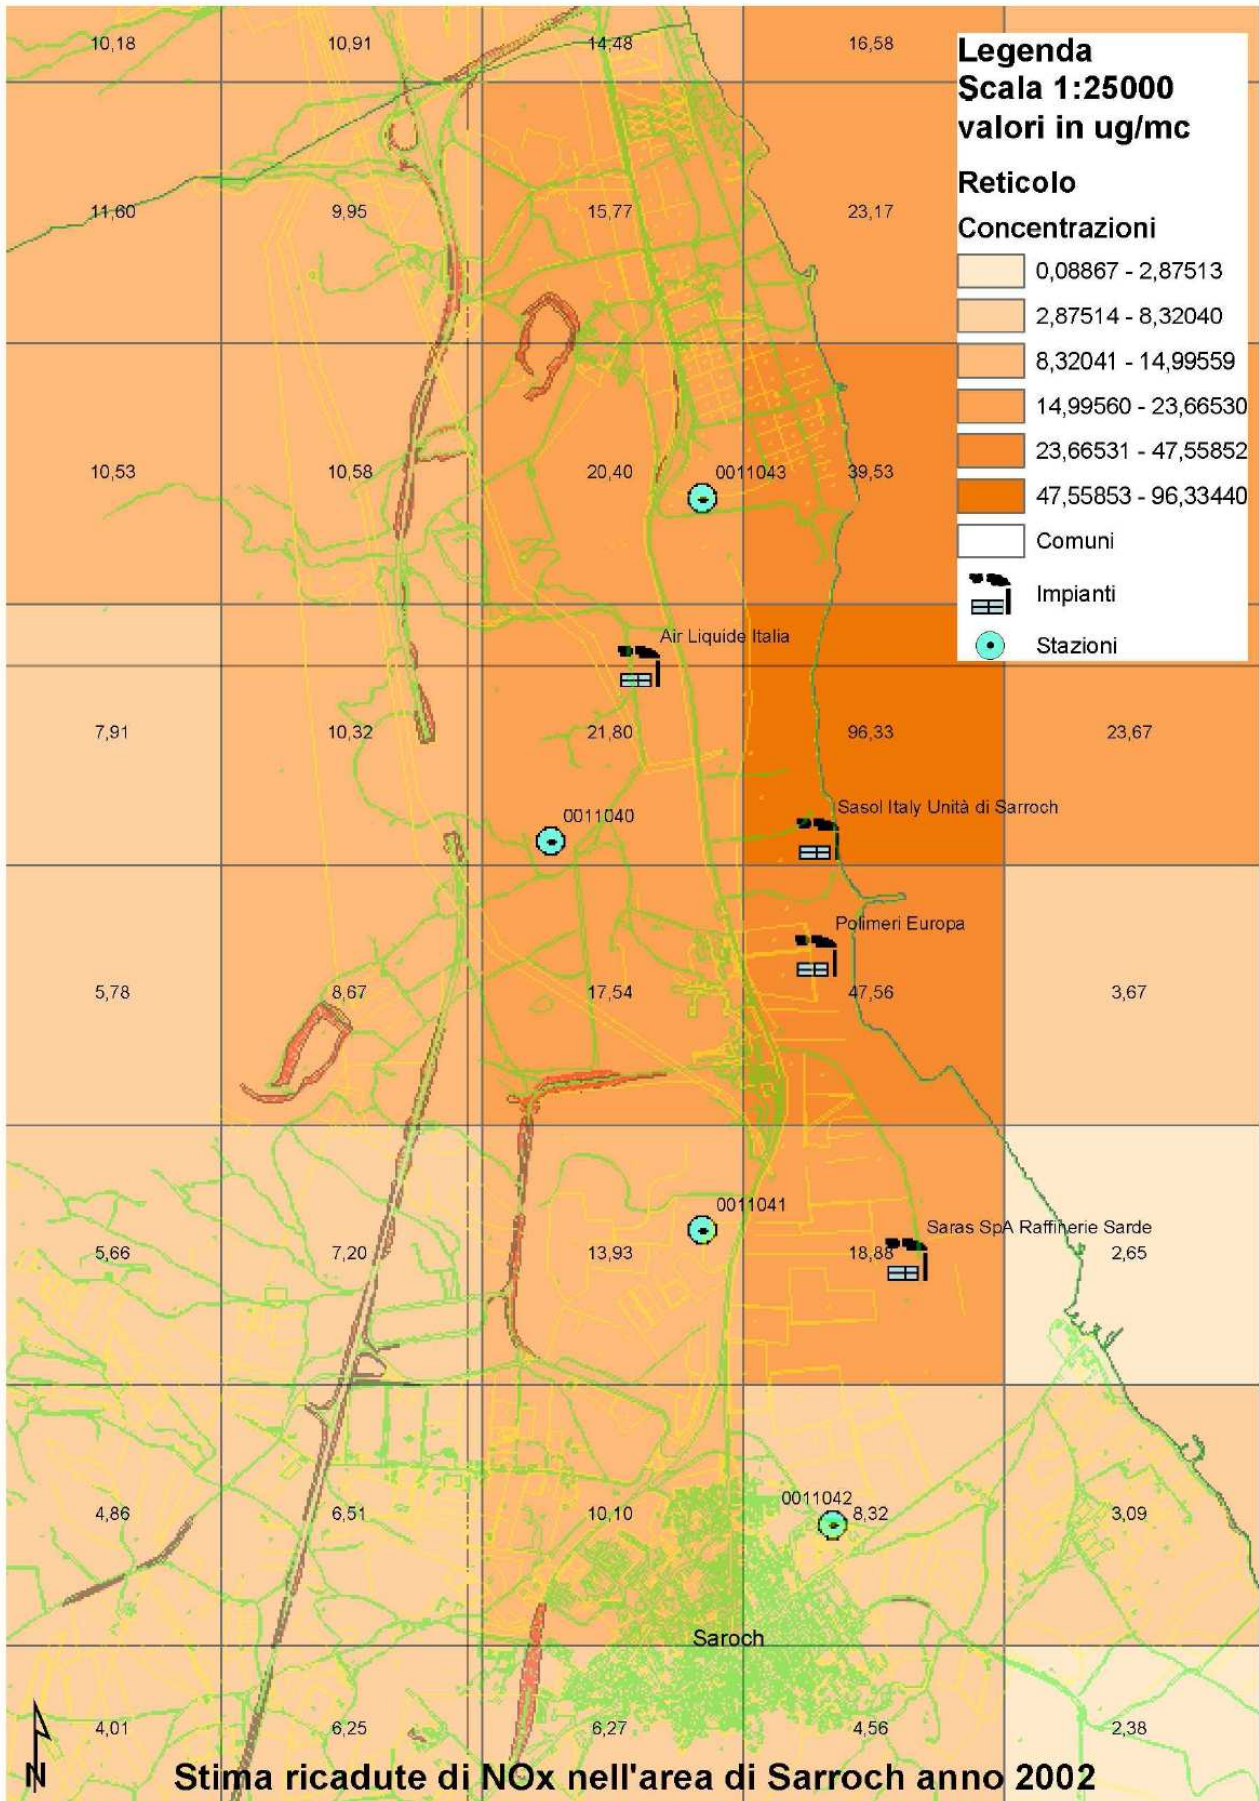 10,18
10,91
14,48
16,58
Legenda
Scala 1:25000
valori in ug/mc
Reticolo
Concentrazioni
0,08867 - 2,87513
2,87514 - 8,32040
8,32041 - 14,99559
14,99560 - 23,66530
23,66531 - 47,55852
47,55853 - 96,33440
Comuni
Impianti
Stazioni
11,60
9,95
15,77
23,17
10,53
10,58
20,40
0011043
39,53
Air Liquide Italia
7,91
10,32
21,80
96,33
23,67
0011040
Sasol Italy Unità di Sarroch
Polimeri Europa
5,78
8,67
17,54
47,56
3,67
0011041
Saras SpA Raffinerie Sarde
5,66
7,20
13,93
18,88
2,65
0011042
4,86
6,51
10,10
8,32
3,09
Saroch
4,01
6,25
6,27
4,56
2,38
N
Stima ricadute di NOx nell'area di Sarroch anno 2002